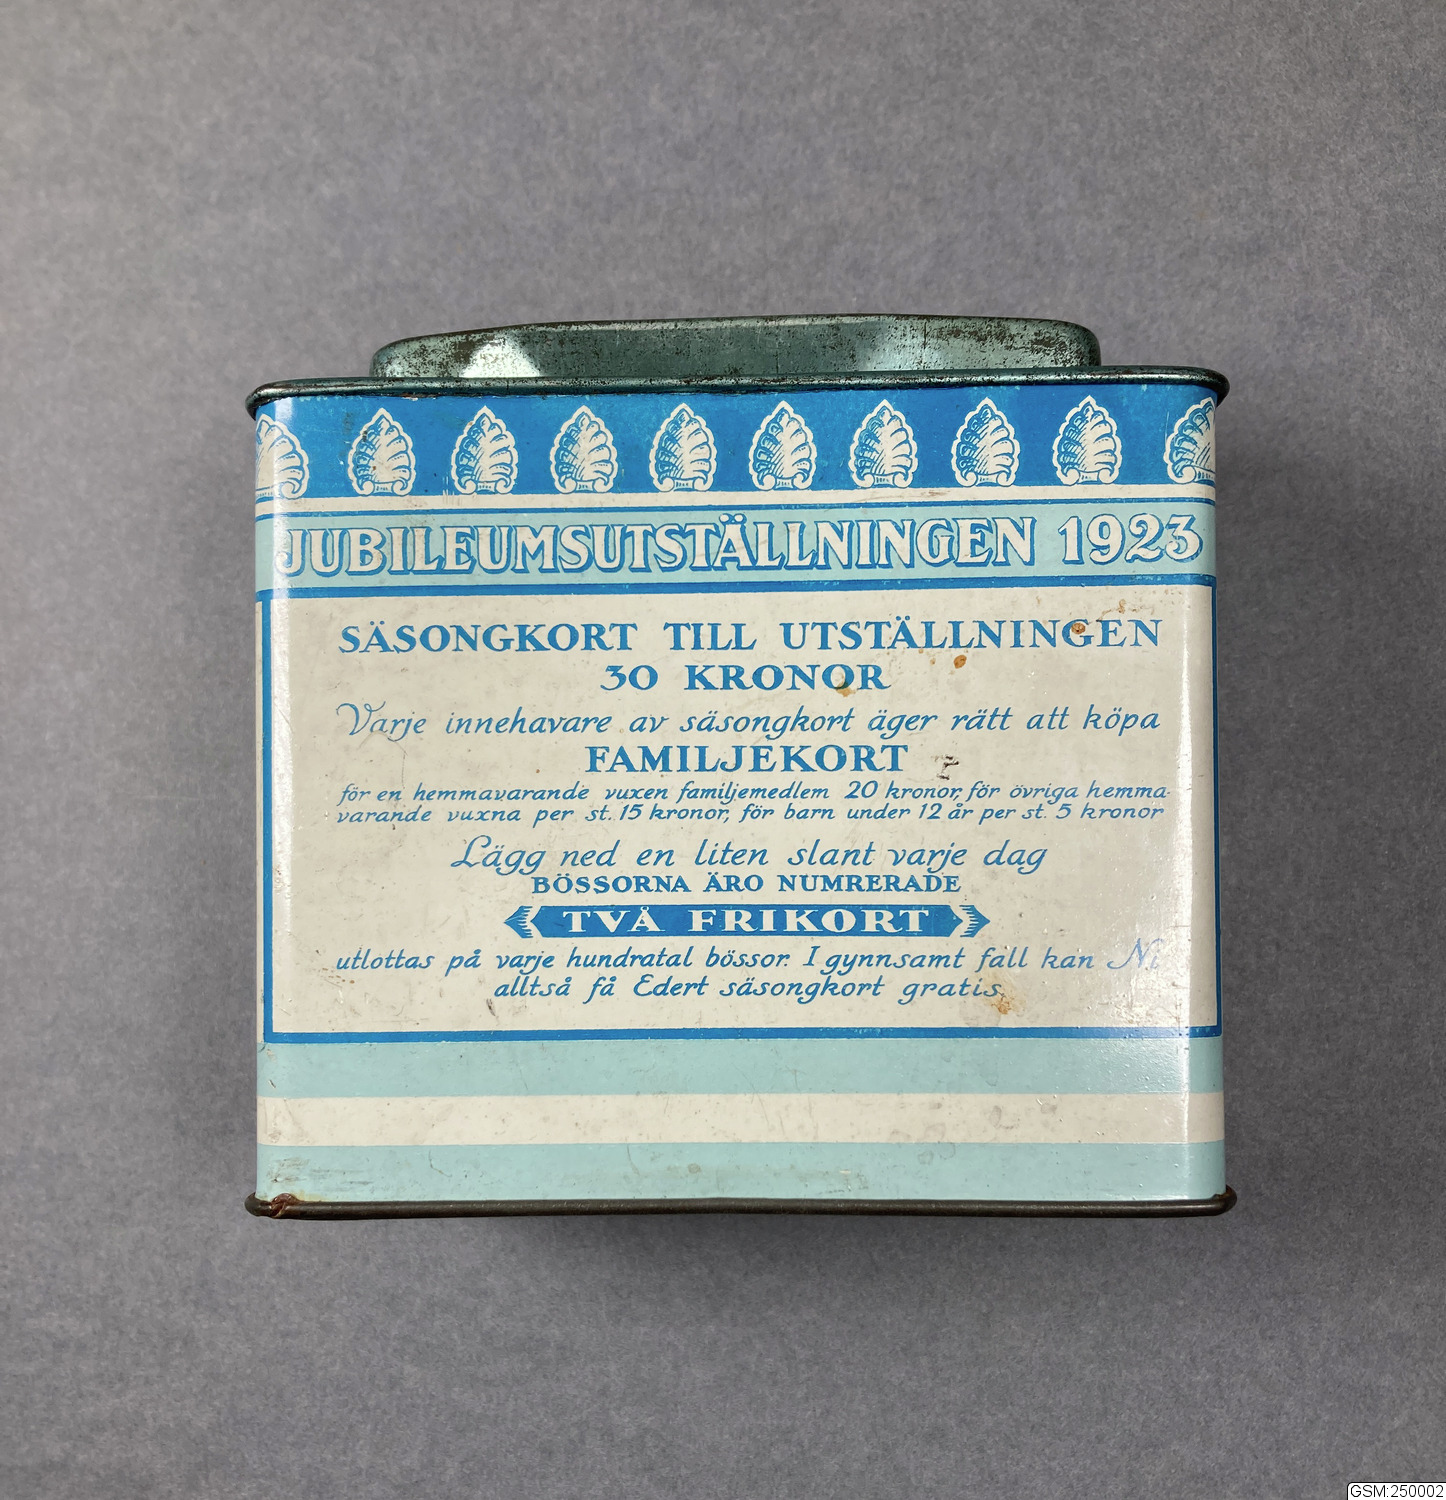 JUBILEUMSUTSTÄLLNINGEN 1923
SÄSONGKORT TILL UTSTÄLLNINGEN
30 KRONOR
Varje innehavare av säsongkort äger rätt att köpa
FAMILJEKORT
för en hemmavarande vuxen familjemedlem 20 kronor, för övriga hemma-
varande vuxna per st. 15 kronor, för barn under 12 år per st. 5 kronor
Lägg ned en liten slant varje dag
BÖSSORNA ÄRO NUMRERADE
TVÅ FRIKORT
utlottas på varje hundratal bössor. I gynnsamt fall kan Ni
alltså få Edert säsongkort gratis.
GSM:250002